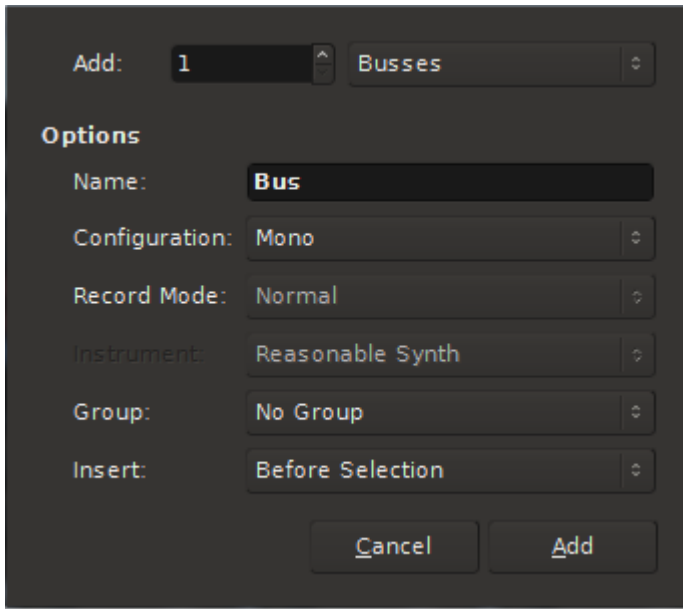 Add: 1 Busses
Options
Name: Bus
Configuration: Mono
Record Mode: Normal
Instrument: Reasonable Synth
Group: No Group
Insert: Before Selection
Cancel Add